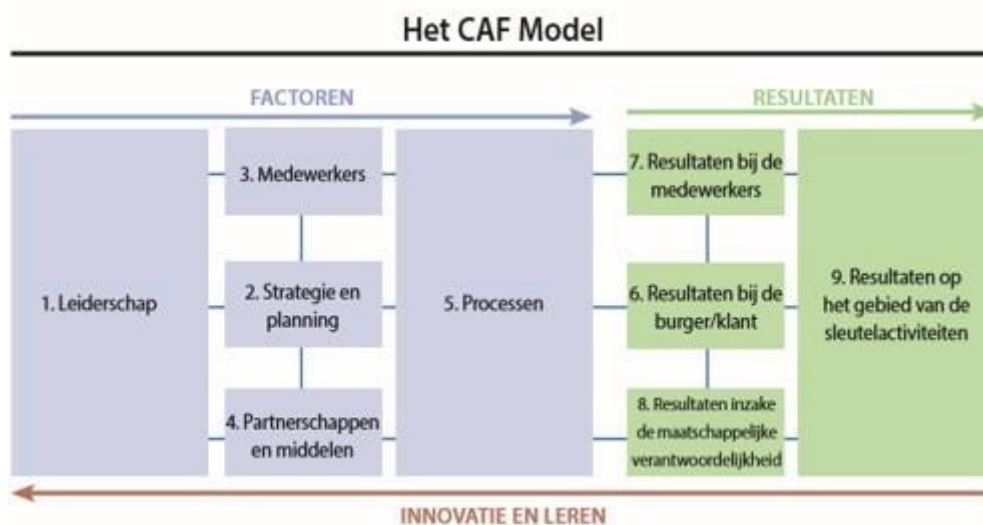 Het CAF Model
FACTOREN
RESULTATEN
1. Leiderschap
3. Medewerkers
2. Strategie en
planning
4. Partnerschappen
en middelen
5. Processen
7. Resultaten bij de
medewerkers
6. Resultaten bij de
burger/klant
8. Resultaten inzake
de maatschappelijke
verantwoordelijkheid
9. Resultaten op
het gebied van de
sleutelactiviteiten
INNOVATIE EN LEREN